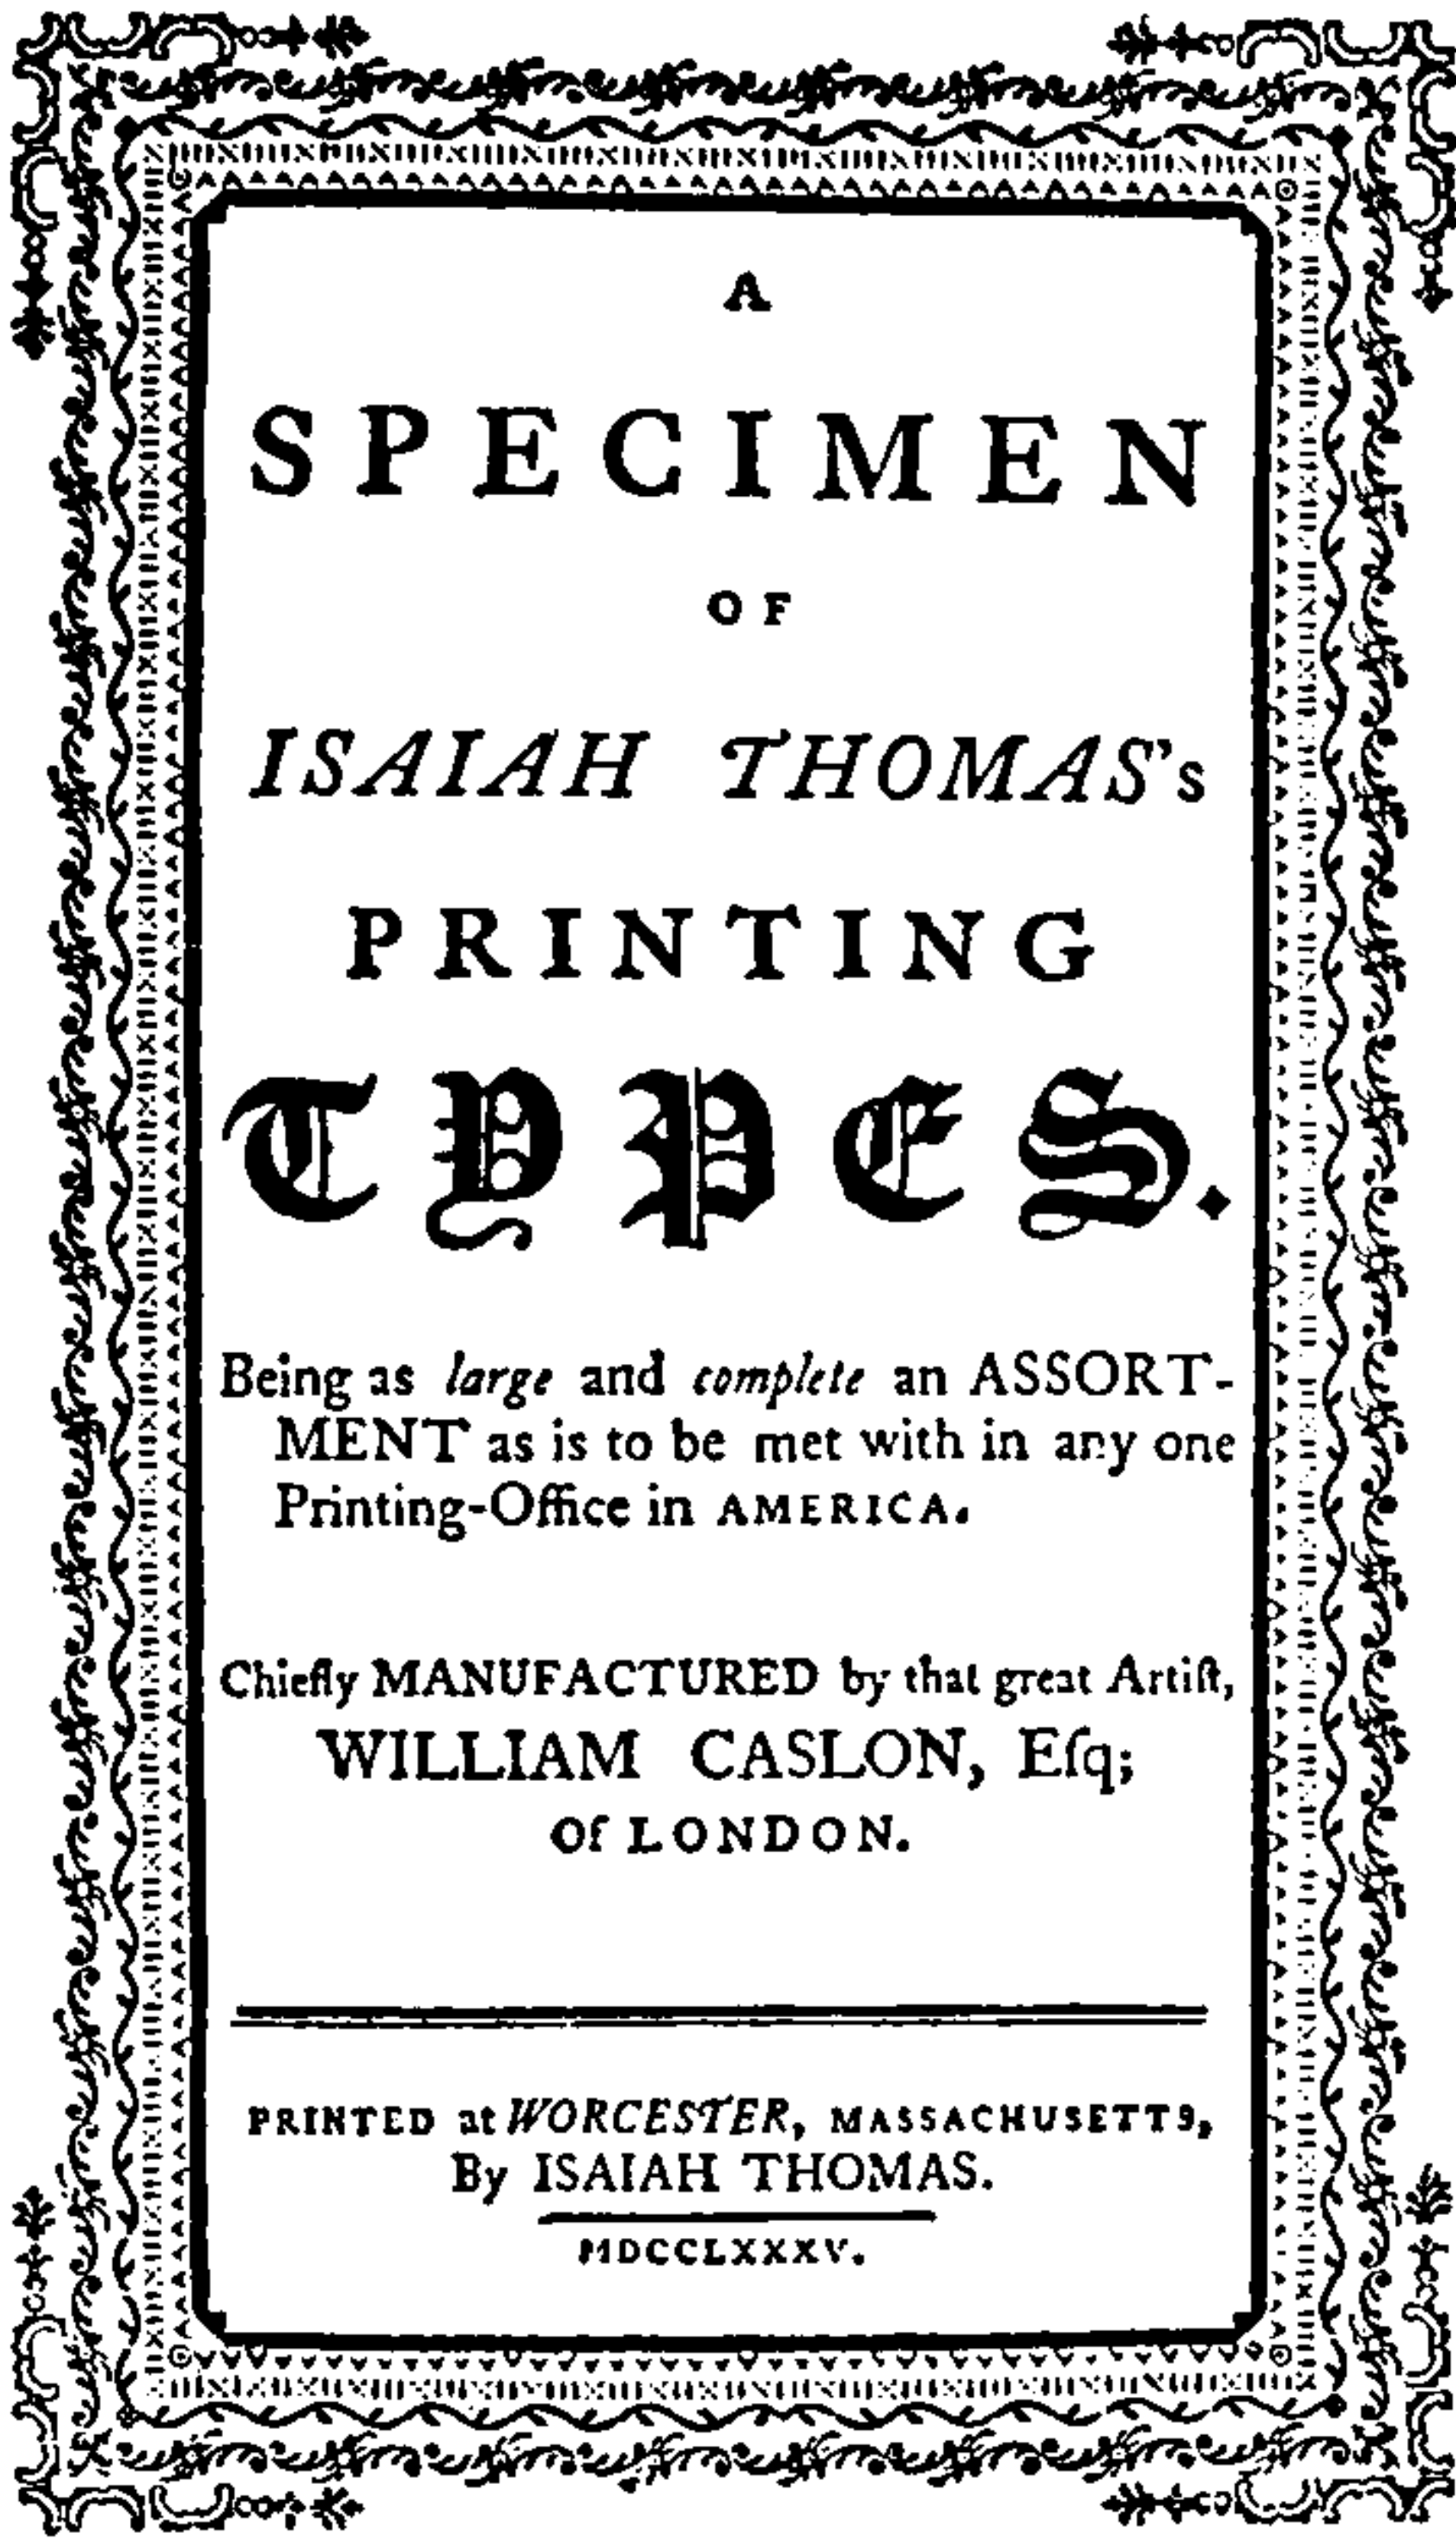 A
SPECIMEN
OF
ISAIAH THOMAS's
PRINTING
TYPES.
Being as large and complete an ASSORT-
MENT as is to be met with in any one
Printing-Office in AMERICA.
Chiefly MANUFACTURED by that great Artiſt,
WILLIAM CASLON, Eſq;
Of LONDON.
PRINTED at WORCESTER, MASSACHUSETTS,
By ISAIAH THOMAS.
MDCCLXXXV.